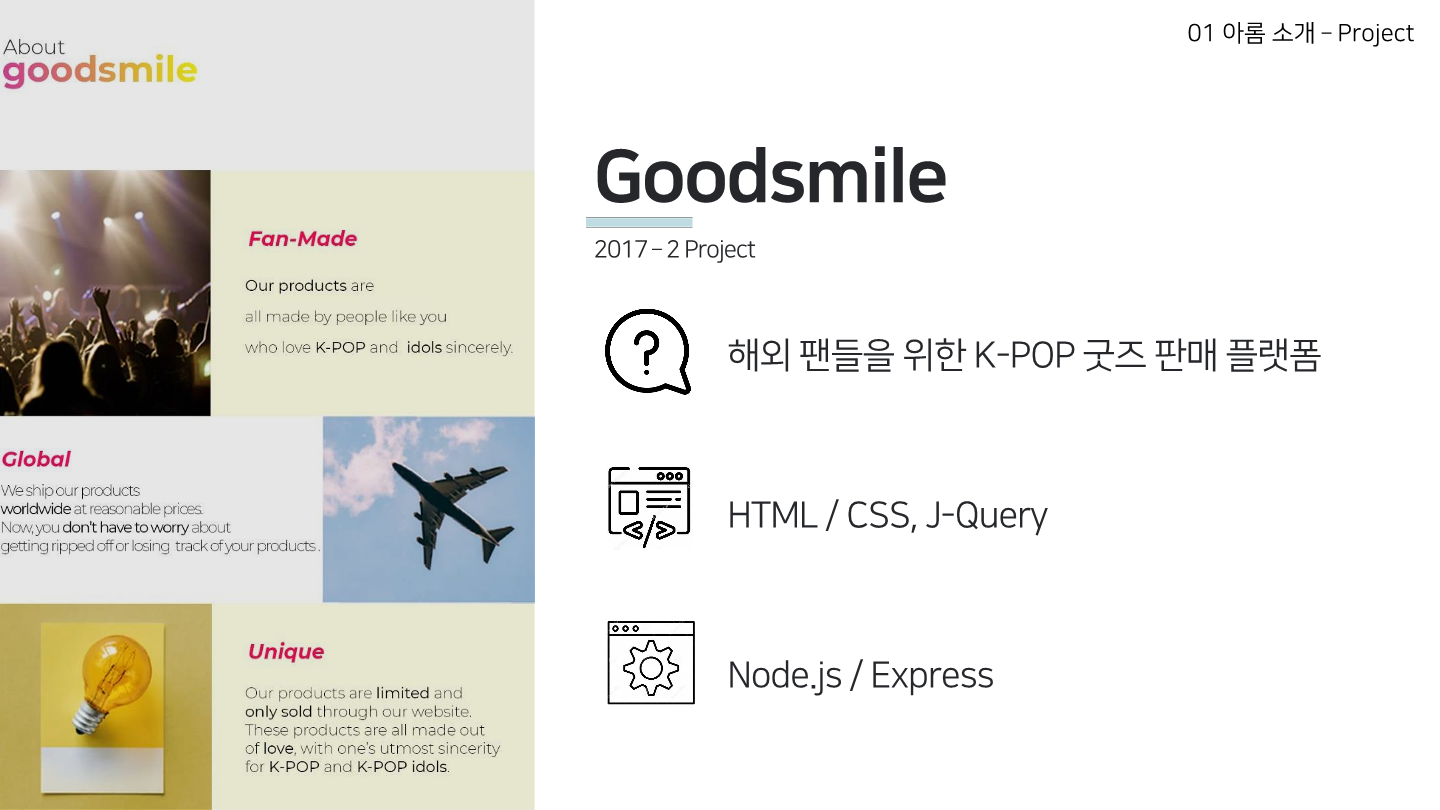 01 아롬 소개 – Project
About
goodsmile
Fan-Made
Our products are
all made by people like you
who love K-POP and idols sincerely.
Global
We ship our products
worldwide at reasonable prices.
Now, you don't have to worry about
getting ripped off or losing track of your products.
Unique
Our products are limited and
only sold through our website.
These products are all made out
of love, with one's utmost sincerity
for K-POP and K-POP idols.
Goodsmile
2017 – 2 Project
해외 팬들을 위한 K-POP 굿즈 판매 플랫폼
HTML / CSS, J-Query
Node.js / Express